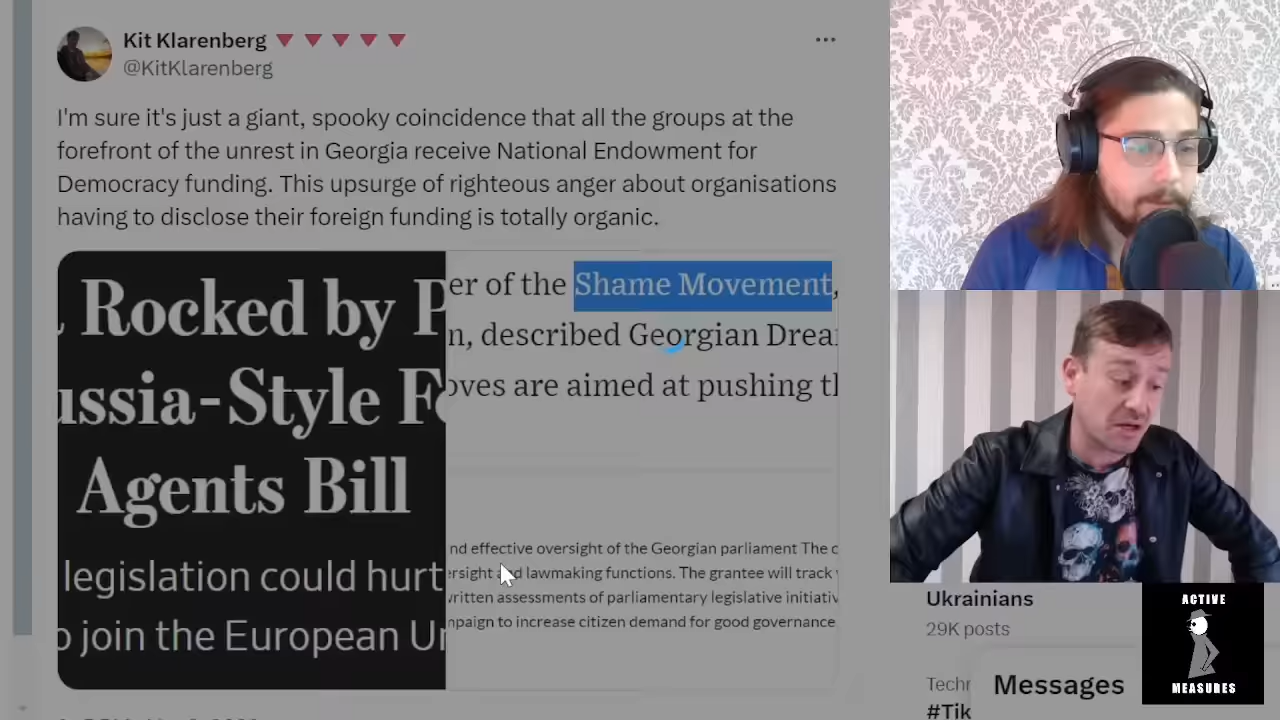 Kit Klarenberg
@KitKlarenberg
I'm sure it's just a giant, spooky coincidence that all the groups at the
forefront of the unrest in Georgia receive National Endowment for
Democracy funding. This upsurge of righteous anger about organisations
having to disclose their foreign funding is totally organic.
Rocked by P
ussia-Style Fo
Agents Bill
legislation could hurt
o join the European Un
er of the Shame Movement,
n, described Georgian Drea
oves are aimed at pushing th
nd effective oversight of the Georgian parliament The
ersight and lawmaking functions. The grantee will track
written assessments of parliamentary legislative initiativ
npaign to increase citizen demand for good governance
Ukrainians
29K posts
Techn
#Tik
Messages
ACTIVE
MEASURES